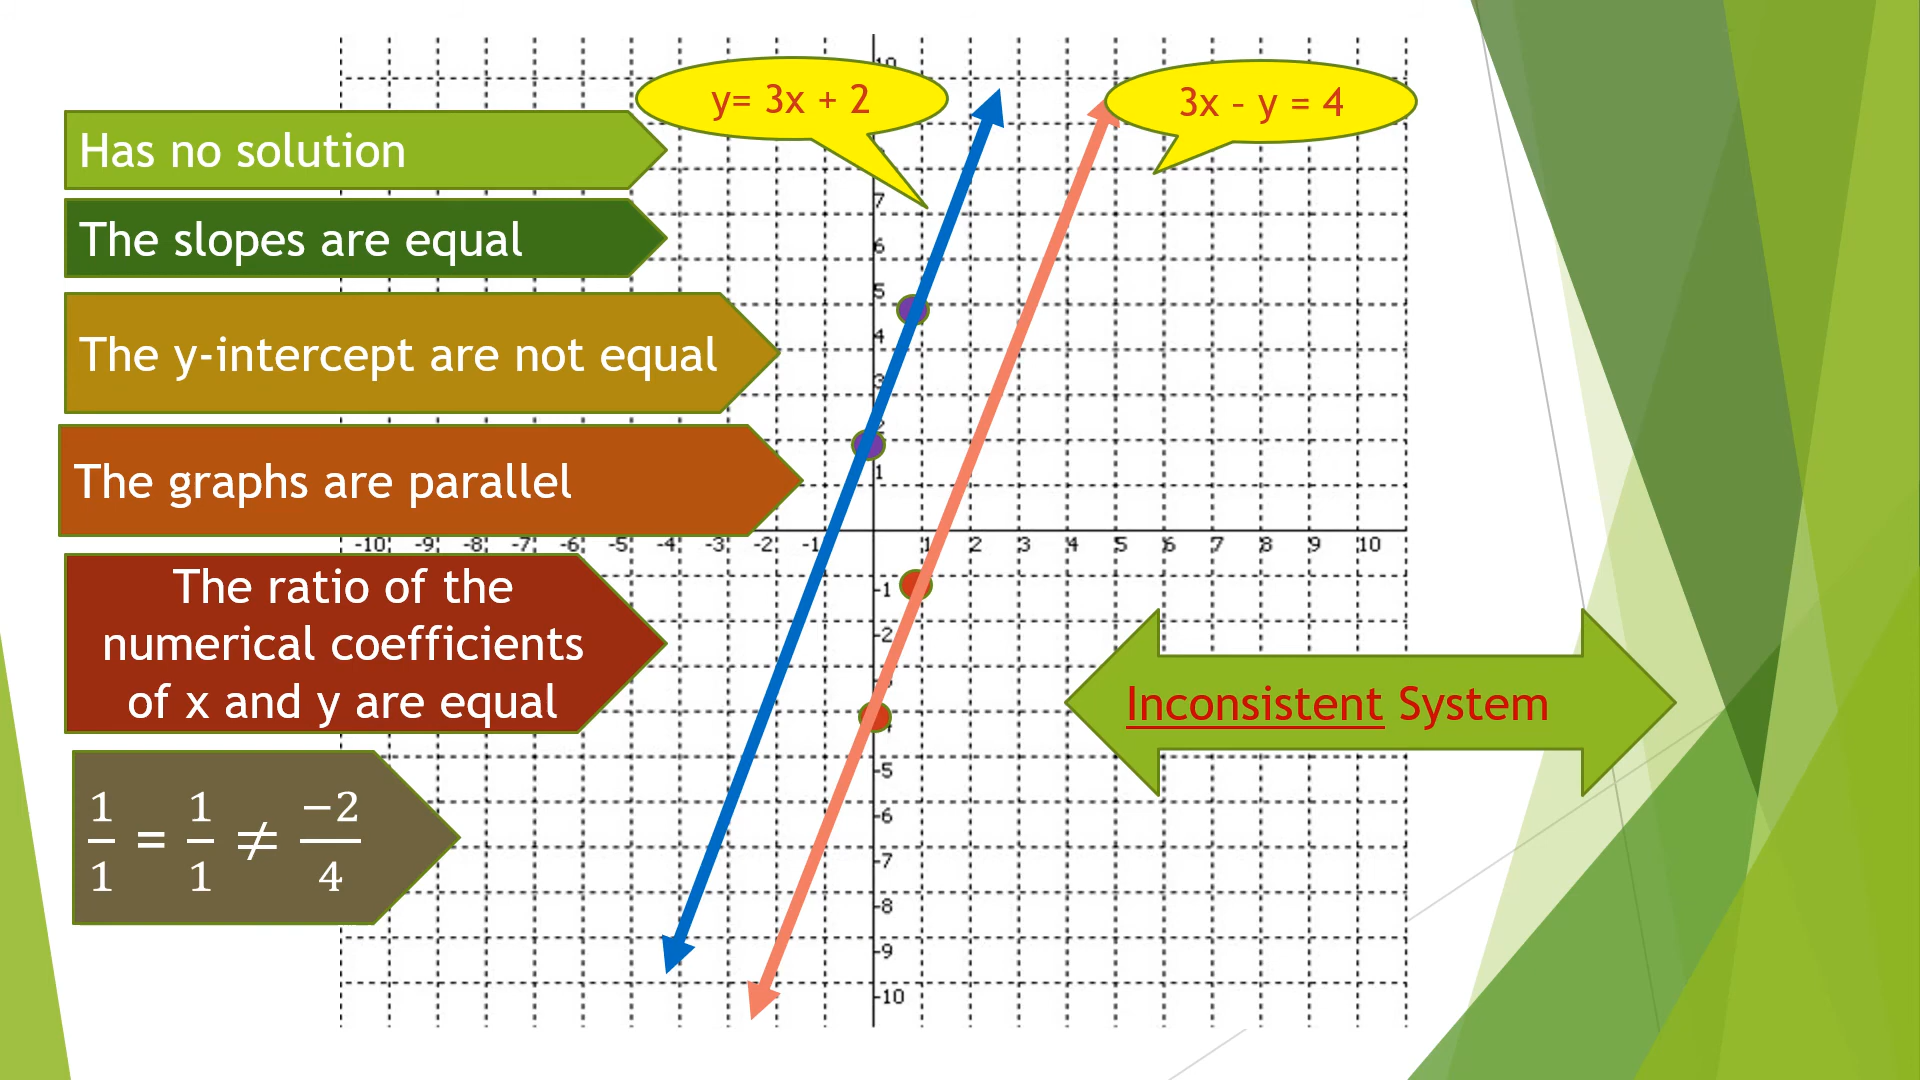 y= 3x + 2
3x – y = 4
Has no solution
The slopes are equal
The y-intercept are not equal
The graphs are parallel
The ratio of the
numerical coefficients
of x and y are equal
1/1 = 1/1 ≠ −2/4
Inconsistent System
10
7
6
5
4
3
2
1
-10 -9 -8 -7 -6 -5 -4 -3 -2 -1 1 2 3 4 5 6 7 8 9 10
-1
-2
-5
-6
-7
-8
-9
-10